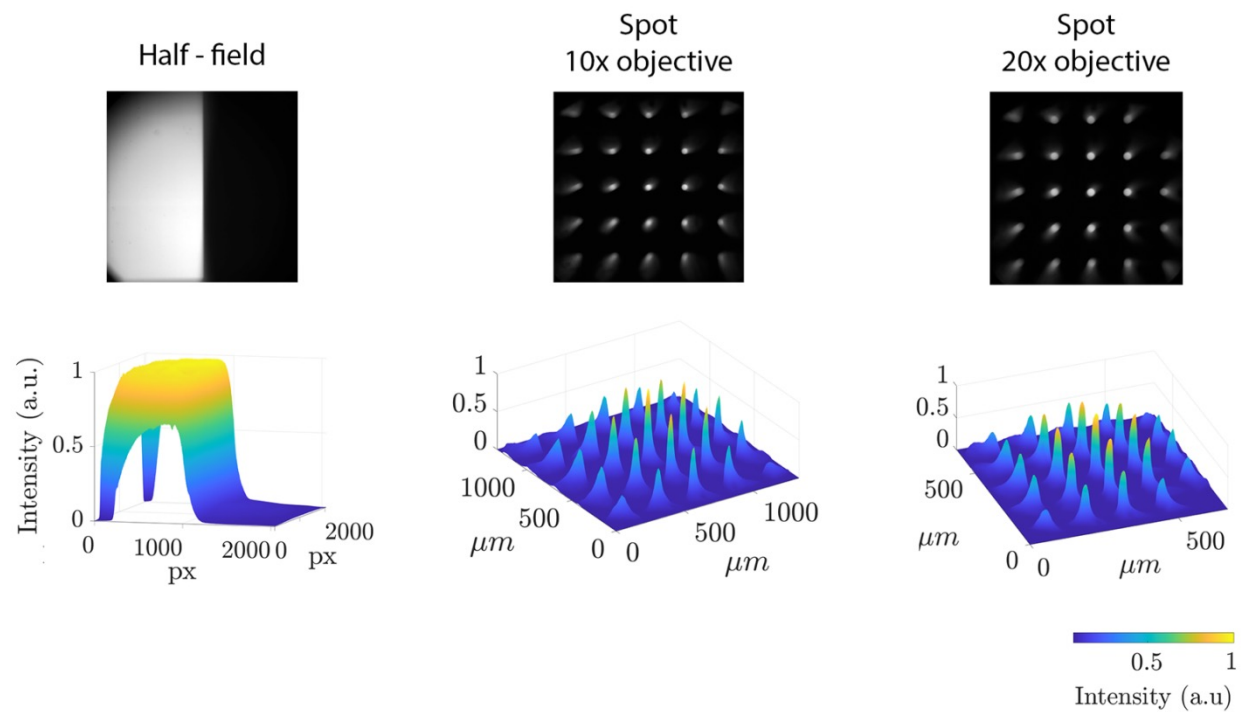 Half - field
Spot
10x objective
Spot
20x objective
Intensity (a.u.)
1
0.5
0
0
1000
2000
px
0
2000
px
1
0.5
0
1000
500
0
μm
0
500
1000
μm
1
0.5
0
500
0
μm
0
500
μm
0.5
1
Intensity (a.u)